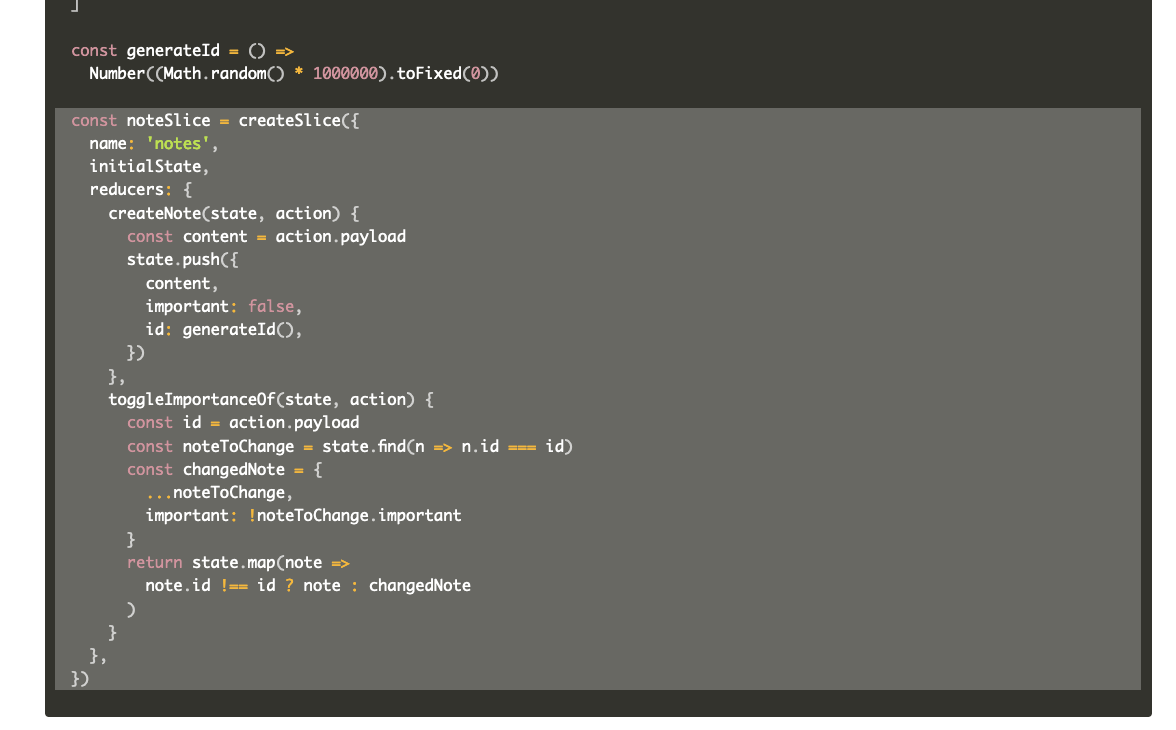 ]
const generateId = () =>
  Number((Math.random() * 1000000).toFixed(0))
const noteSlice = createSlice({
  name: 'notes',
  initialState,
  reducers: {
    createNote(state, action) {
      const content = action.payload
      state.push({
        content,
        important: false,
        id: generateId(),
      })
    },
    toggleImportanceOf(state, action) {
      const id = action.payload
      const noteToChange = state.find(n => n.id === id)
      const changedNote = {
        ...noteToChange,
        important: !noteToChange.important
      }
      return state.map(note =>
        note.id !== id ? note : changedNote
      )
    }
  },
})